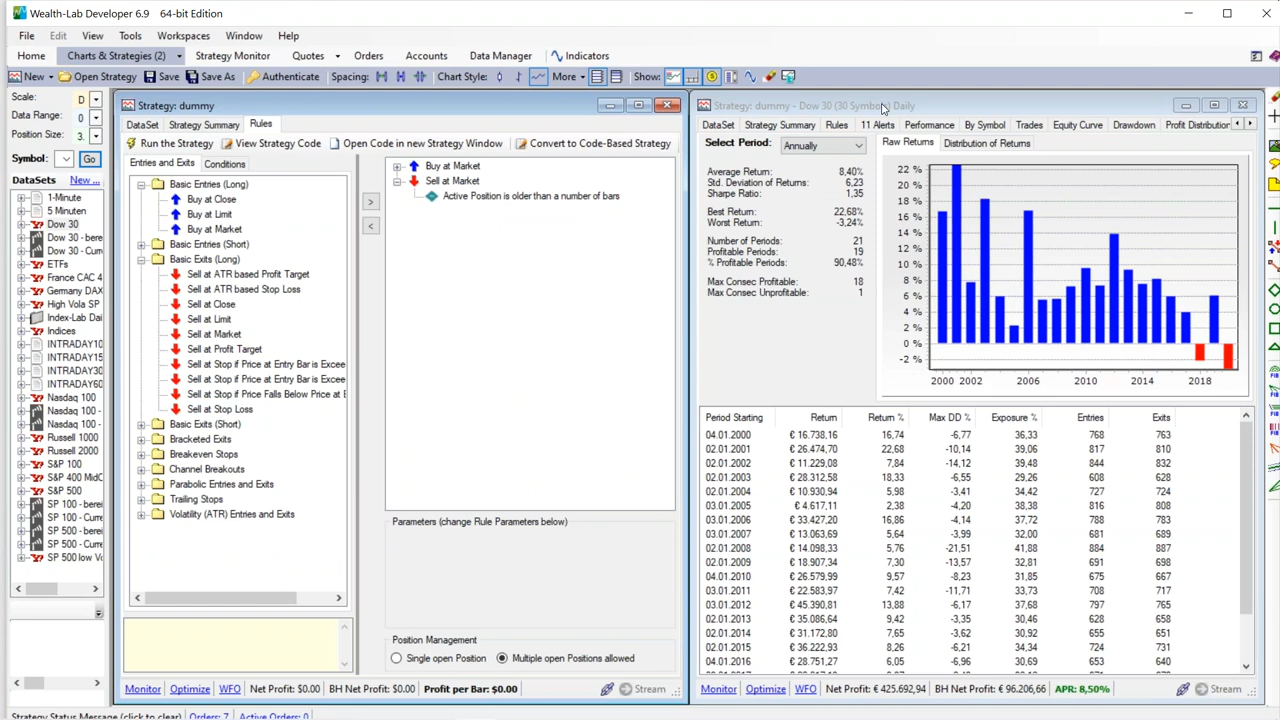 Wealth-Lab Developer 6.9 64-bit Edition
File Edit View Tools Workspaces Window Help
Home Charts & Strategies (2) Strategy Monitor Quotes Orders Accounts Data Manager Indicators
New Open Strategy Save Save As Authenticate Spacing: Chart Style: More Show:
Scale: D
Data Range: 0
Position Size: 3.
Symbol: Go
DataSets New ...
1-Minute
5 Minuten
Dow 30
Dow 30 - bere
Dow 30 - Curre
ETFs
France CAC 4
Germany DAX
High Vola SP
Index-Lab Dai
Indices
INTRADAY10
INTRADAY15
INTRADAY30
INTRADAY60
Nasdaq 100
Nasdaq 100 -
Nasdaq 100 -
Russell 1000
Russell 2000
S&P 100
S&P 400 MidC
S&P 500
SP 100 - berei
SP 100 - Curre
SP 500 - berei
SP 500 - Curre
SP 500 low Vo
Strategy: dummy
DataSet Strategy Summary Rules
Run the Strategy View Strategy Code Open Code in new Strategy Window Convert to Code-Based Strategy
Entries and Exits Conditions
Basic Entries (Long)
Buy at Close
Buy at Limit
Buy at Market
Basic Entries (Short)
Basic Exits (Long)
Sell at ATR based Profit Target
Sell at ATR based Stop Loss
Sell at Close
Sell at Limit
Sell at Market
Sell at Profit Target
Sell at Stop if Price at Entry Bar is Excee
Sell at Stop if Price at Entry Bar is Excee
Sell at Stop if Price Falls Below Price at E
Sell at Stop Loss
Basic Exits (Short)
Bracketed Exits
Breakeven Stops
Channel Breakouts
Parabolic Entries and Exits
Trailing Stops
Volatility (ATR) Entries and Exits
>
<
Buy at Market
Sell at Market
Active Position is older than a number of bars
Parameters (change Rule Parameters below)
Position Management
Single open Position Multiple open Positions allowed
Monitor Optimize WFO Net Profit: $0.00 BH Net Profit: $0.00 Profit per Bar: $0.00 Stream
Strategy: dummy - Dow 30 (30 Symbols) Daily
DataSet Strategy Summary Rules 11 Alerts Performance By Symbol Trades Equity Curve Drawdown Profit Distribution
Select Period: Annually
Raw Returns Distribution of Returns
Average Return: 8,40%
Std. Deviation of Returns: 6,23
Sharpe Ratio: 1,35
Best Return: 22,68%
Worst Return: -3,24%
Number of Periods: 21
Profitable Periods: 19
% Profitable Periods: 90,48%
Max Consec Profitable: 18
Max Consec Unprofitable: 1
22 %
20 %
18 %
16 %
14 %
12 %
10 %
8 %
6 %
4 %
2 %
0 %
-2 %
2000 2002 2006 2010 2014 2018
Period Starting Return Return % Max DD % Exposure % Entries Exits
04.01.2000 € 16.738,16 16,74 -6,77 36,33 768 763
02.01.2001 € 26.474,70 22,68 -10,14 39,06 817 810
02.01.2002 € 11.229,08 7,84 -14,12 39,48 844 832
02.01.2003 € 28.312,58 18,33 -6,55 29,26 608 628
02.01.2004 € 10.930,94 5,98 -3,41 34,42 727 724
03.01.2005 € 4.617,11 2,38 -4,20 38,38 816 808
03.01.2006 € 33.427,20 16,86 -4,14 37,72 788 783
03.01.2007 € 13.063,69 5,64 -3,99 32,00 681 689
02.01.2008 € 14.098,33 5,76 -21,51 41,88 884 887
02.01.2009 € 18.907,34 7,30 -13,57 32,81 691 693
04.01.2010 € 26.579,99 9,57 -8,23 31,85 675 667
03.01.2011 € 22.583,97 7,42 -11,71 33,73 708 717
03.01.2012 € 45.390,81 13,88 -6,17 37,68 797 765
02.01.2013 € 35.086,64 9,42 -3,35 30,46 628 658
02.01.2014 € 31.172,80 7,65 -3,62 30,92 655 651
02.01.2015 € 36.222,93 8,26 -6,21 34,34 724 733
04.01.2016 € 28.751,27 6,05 -6,96 30,69 653 640
Monitor Optimize WFO Net Profit: € 425.692,94 BH Net Profit: € 96.206,66 APR: 8,50% Stream
Strategy Status Message (click to clear) Orders: 7 Active Orders: 0